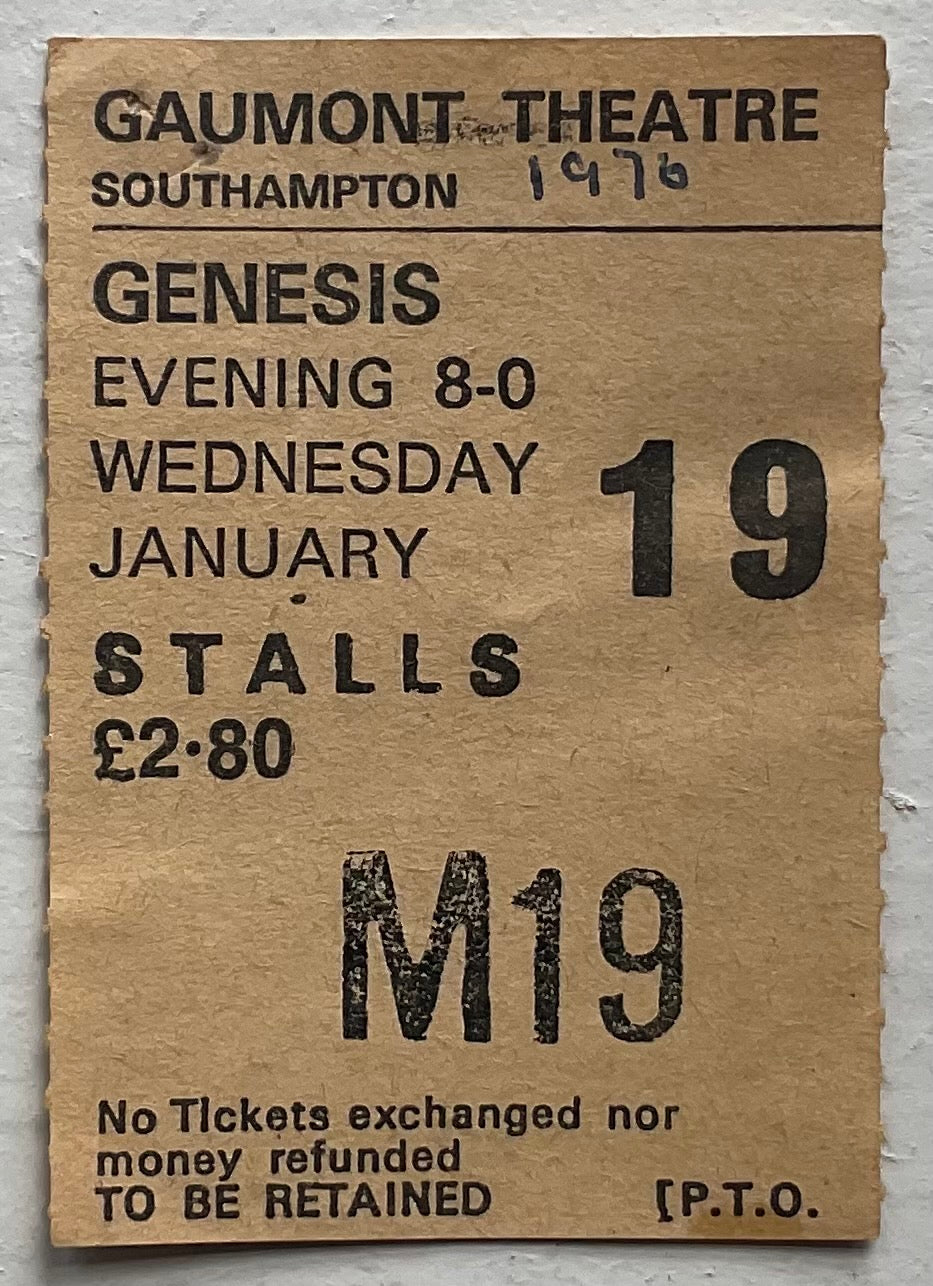 GAUMONT THEATRE
SOUTHAMPTON 1976
GENESIS
EVENING 8-0
WEDNESDAY
JANUARY 19
STALLS
£2·80
M19
No Tickets exchanged nor
money refunded
TO BE RETAINED [P.T.O.